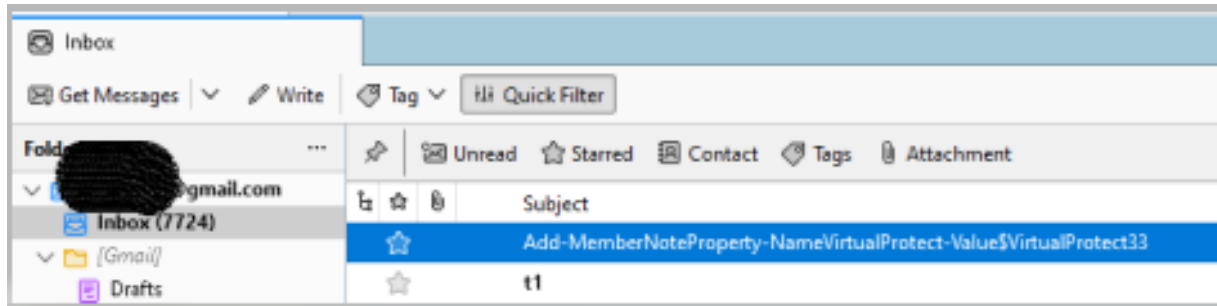 Inbox
Get Messages Write Tag Quick Filter
Unread Starred Contact Tags Attachment
gmail.com
Subject
Inbox (7724)
Add-MemberNoteProperty-NameVirtualProtect-Value$VirtualProtect33
[Gmail]
t1
Drafts